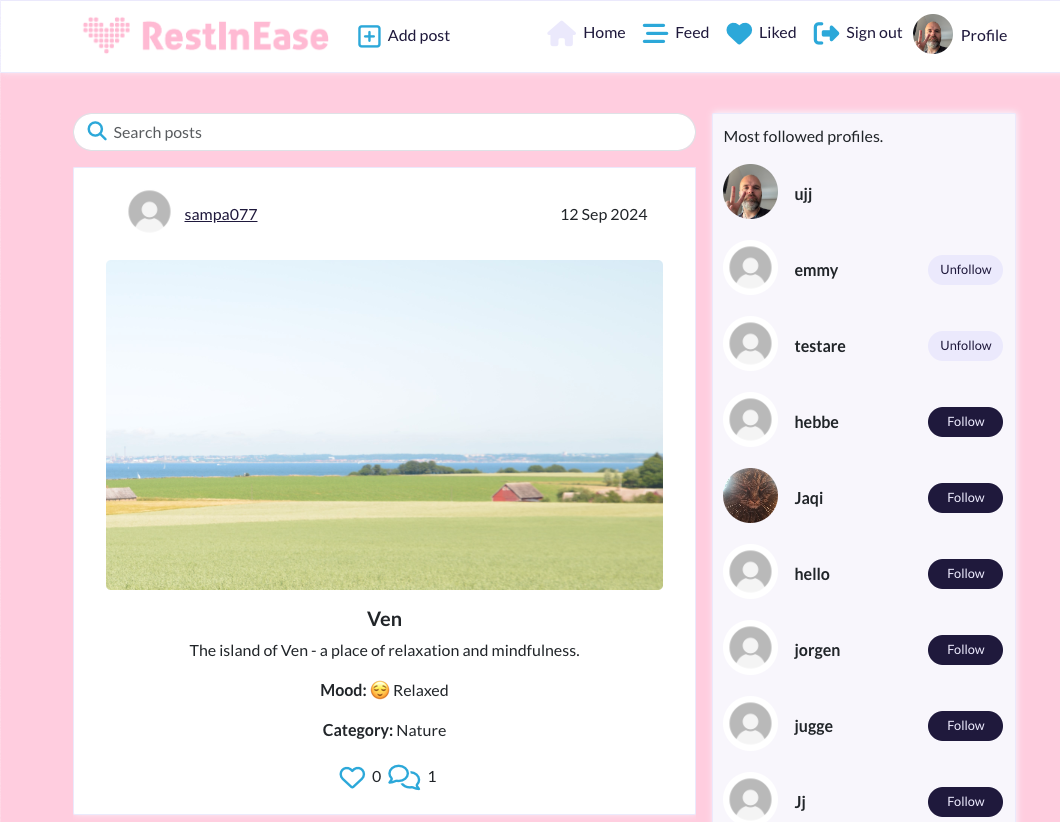 RestInEase Add post Home Feed Liked Sign out Profile
Search posts
sampa077 12 Sep 2024
Ven
The island of Ven - a place of relaxation and mindfulness.
Mood: 😌 Relaxed
Category: Nature
0 1
Most followed profiles.
ujj
emmy Unfollow
testare Unfollow
hebbe Follow
Jaqi Follow
hello Follow
jorgen Follow
jugge Follow
Jj Follow